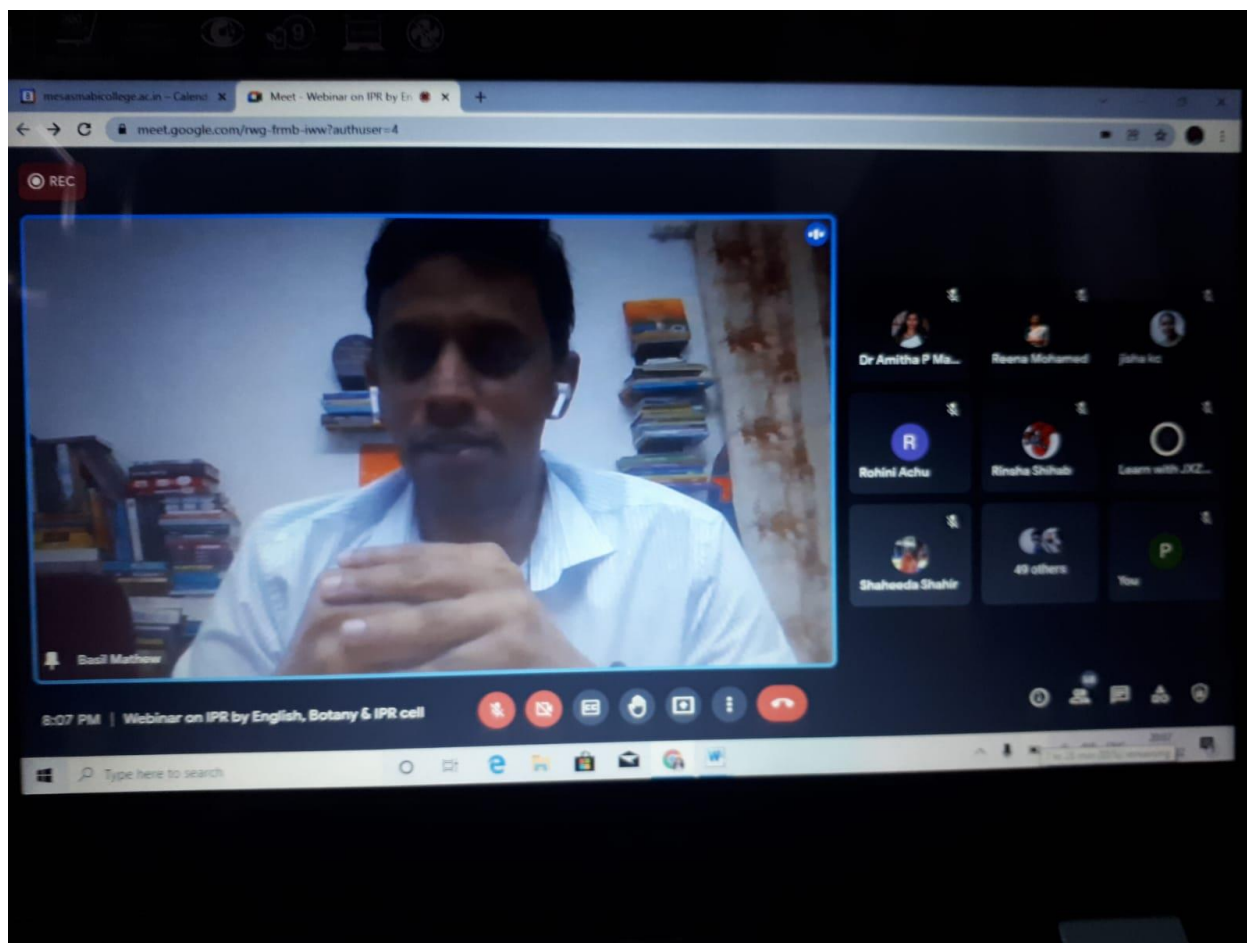 mesasmabicollege.ac.in - Calend
Meet - Webinar on IPR by En
meet.google.com/rwg-frmb-iww?authuser=4
REC
Dr Amitha P Ma...
Reena Mohamed
jisha kc
R
Rohini Achu
Rinsha Shihab
Learn with JXZ...
Shaheeda Shahir
49 others
P
You
Basil Mathew
8:07 PM | Webinar on IPR by English, Botany & IPR cell
Type here to search